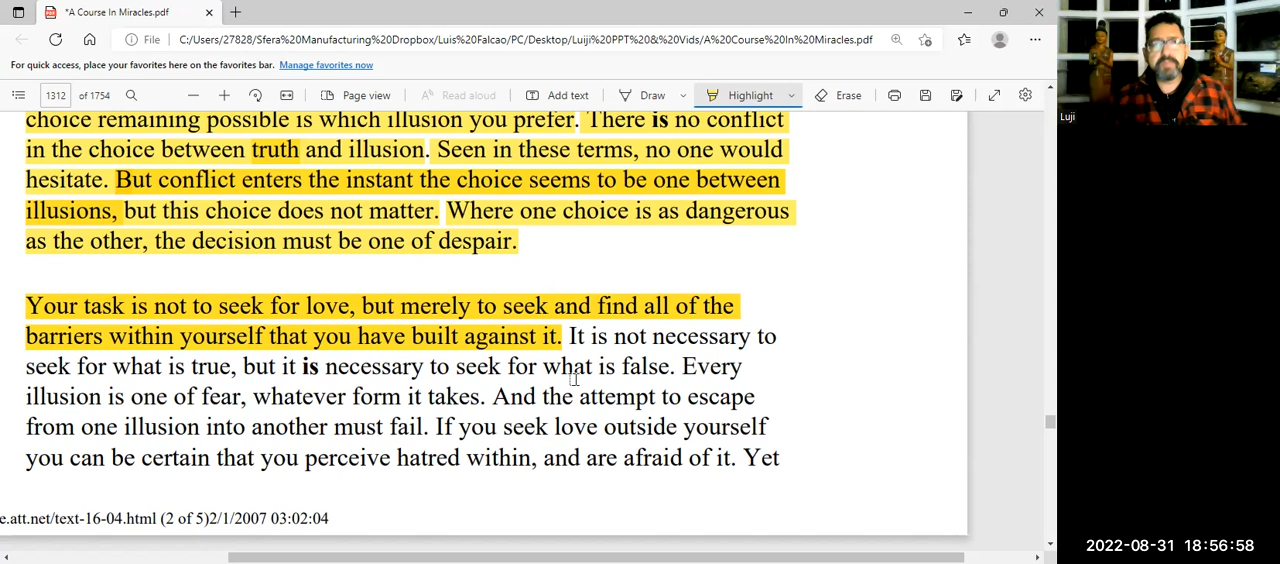 *A Course In Miracles.pdf
File
C:/Users/27828/Sfera%20Manufacturing%20Dropbox/Luis%20Falcao/PC/Desktop/Luiji%20PPT%20&%20Vids/A%20Course%20In%20Miracles.pdf
For quick access, place your favorites here on the favorites bar. Manage favorites now
1312 of 1754 Page view Read aloud Add text Draw Highlight Erase
Luji
choice remaining possible is which illusion you prefer. There is no conflict
in the choice between truth and illusion. Seen in these terms, no one would
hesitate. But conflict enters the instant the choice seems to be one between
illusions, but this choice does not matter. Where one choice is as dangerous
as the other, the decision must be one of despair.
Your task is not to seek for love, but merely to seek and find all of the
barriers within yourself that you have built against it. It is not necessary to
seek for what is true, but it is necessary to seek for what is false. Every
illusion is one of fear, whatever form it takes. And the attempt to escape
from one illusion into another must fail. If you seek love outside yourself
you can be certain that you perceive hatred within, and are afraid of it. Yet
e.att.net/text-16-04.html (2 of 5)2/1/2007 03:02:04
2022-08-31 18:56:58